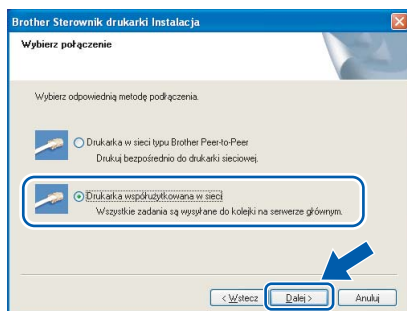 Brother Sterownik drukarki Instalacja
Wybierz połączenie
Wybierz odpowiednią metodę podłączenia.
Drukarka w sieci typu Brother Peer-to-Peer
Drukuj bezpośrednio do drukarki sieciowej.
Drukarka współużytkowana w sieci
Wszystkie zadania są wysyłane do kolejki na serwerze głównym.
< Wstecz Dalej > Anuluj